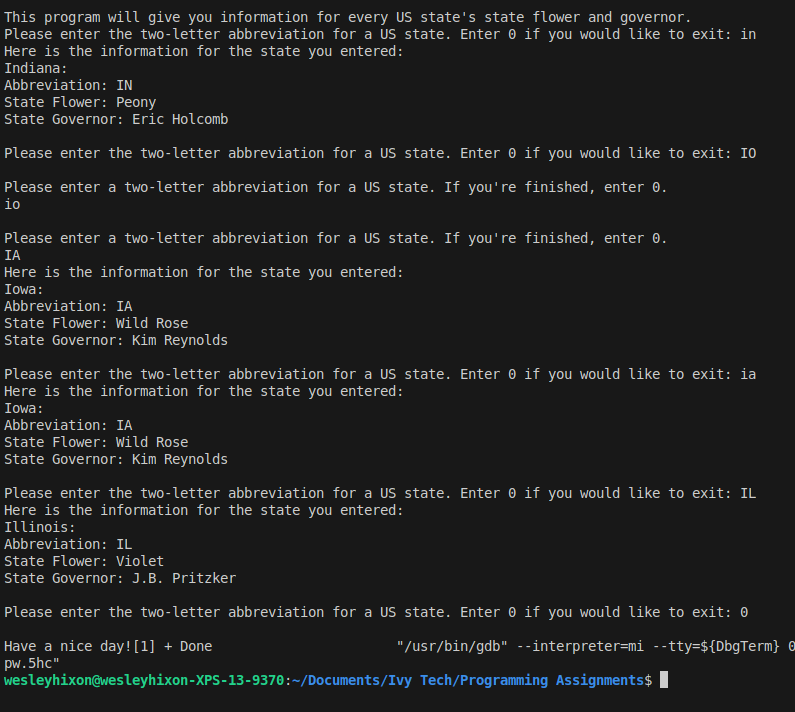 This program will give you information for every US state's state flower and governor.
Please enter the two-letter abbreviation for a US state. Enter 0 if you would like to exit: in
Here is the information for the state you entered:
Indiana:
Abbreviation: IN
State Flower: Peony
State Governor: Eric Holcomb
Please enter the two-letter abbreviation for a US state. Enter 0 if you would like to exit: IO
Please enter a two-letter abbreviation for a US state. If you're finished, enter 0.
io
Please enter a two-letter abbreviation for a US state. If you're finished, enter 0.
IA
Here is the information for the state you entered:
Iowa:
Abbreviation: IA
State Flower: Wild Rose
State Governor: Kim Reynolds
Please enter the two-letter abbreviation for a US state. Enter 0 if you would like to exit: ia
Here is the information for the state you entered:
Iowa:
Abbreviation: IA
State Flower: Wild Rose
State Governor: Kim Reynolds
Please enter the two-letter abbreviation for a US state. Enter 0 if you would like to exit: IL
Here is the information for the state you entered:
Illinois:
Abbreviation: IL
State Flower: Violet
State Governor: J.B. Pritzker
Please enter the two-letter abbreviation for a US state. Enter 0 if you would like to exit: 0
Have a nice day![1] + Done                       "/usr/bin/gdb" --interpreter=mi --tty=${DbgTerm} 0
pw.5hc"
wesleyhixon@wesleyhixon-XPS-13-9370:~/Documents/Ivy Tech/Programming Assignments$